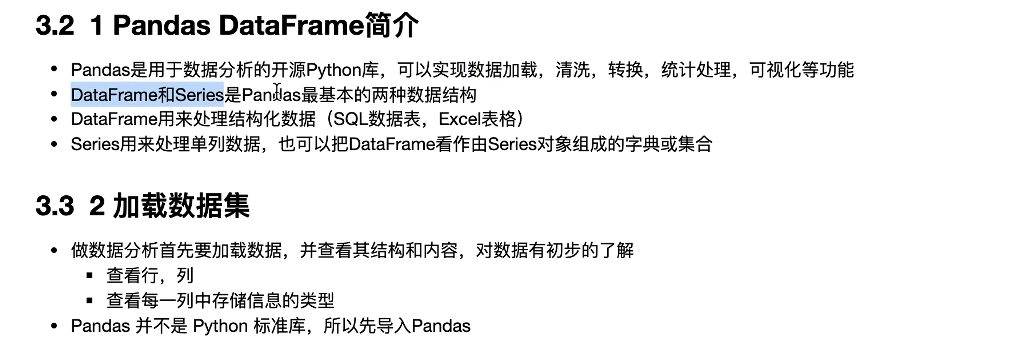 3.2 1 Pandas DataFrame简介
• Pandas是用于数据分析的开源Python库，可以实现数据加载，清洗，转换，统计处理，可视化等功能
• DataFrame和Series是Pandas最基本的两种数据结构
• DataFrame用来处理结构化数据（SQL数据表，Excel表格）
• Series用来处理单列数据，也可以把DataFrame看作由Series对象组成的字典或集合
3.3 2 加载数据集
• 做数据分析首先要加载数据，并查看其结构和内容，对数据有初步的了解
▪ 查看行，列
▪ 查看每一列中存储信息的类型
• Pandas 并不是 Python 标准库，所以先导入Pandas